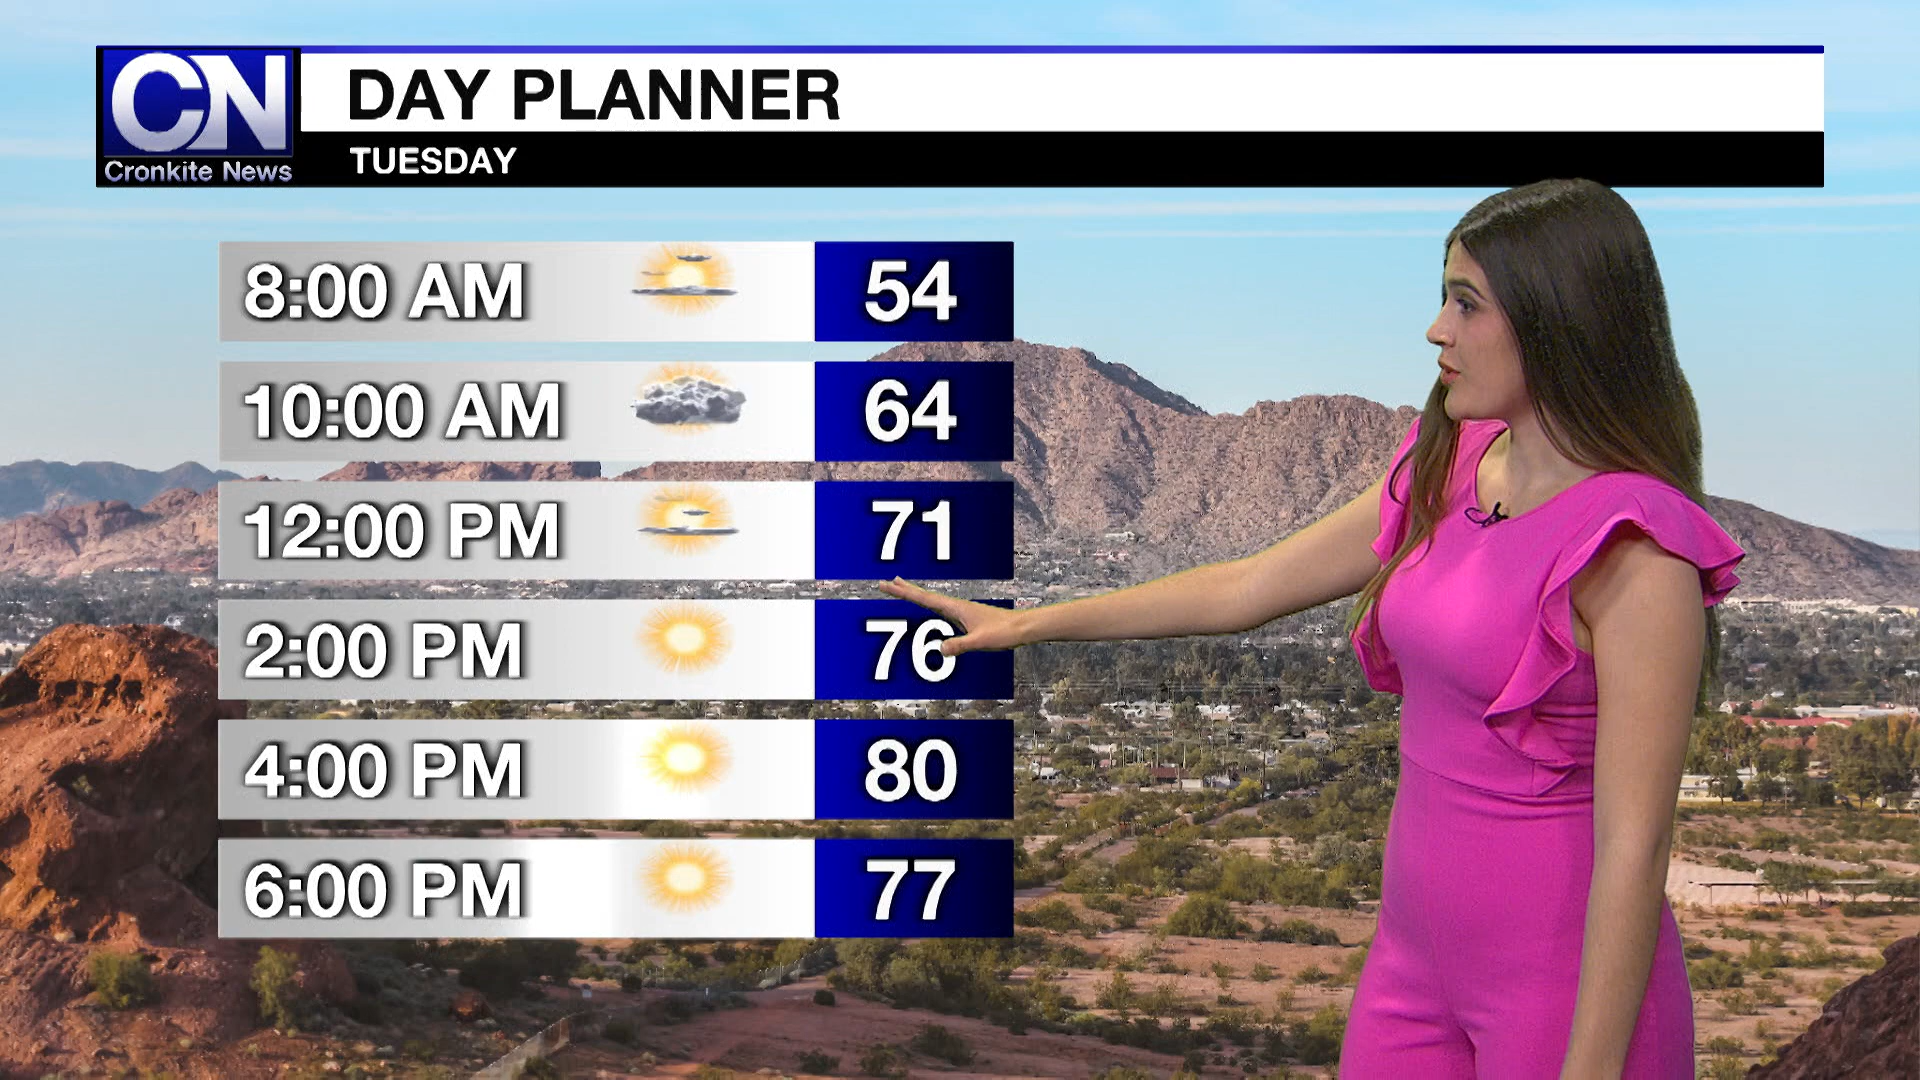 CN
Cronkite News
DAY PLANNER
TUESDAY
8:00 AM 54
10:00 AM 64
12:00 PM 71
2:00 PM 76
4:00 PM 80
6:00 PM 77